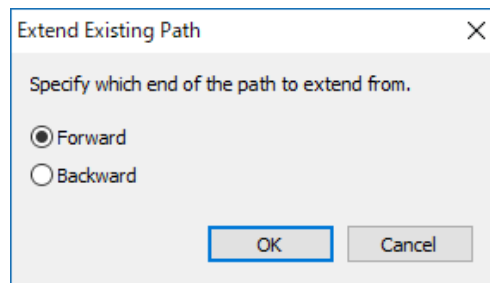 Extend Existing Path
Specify which end of the path to extend from.
Forward
Backward
OK
Cancel